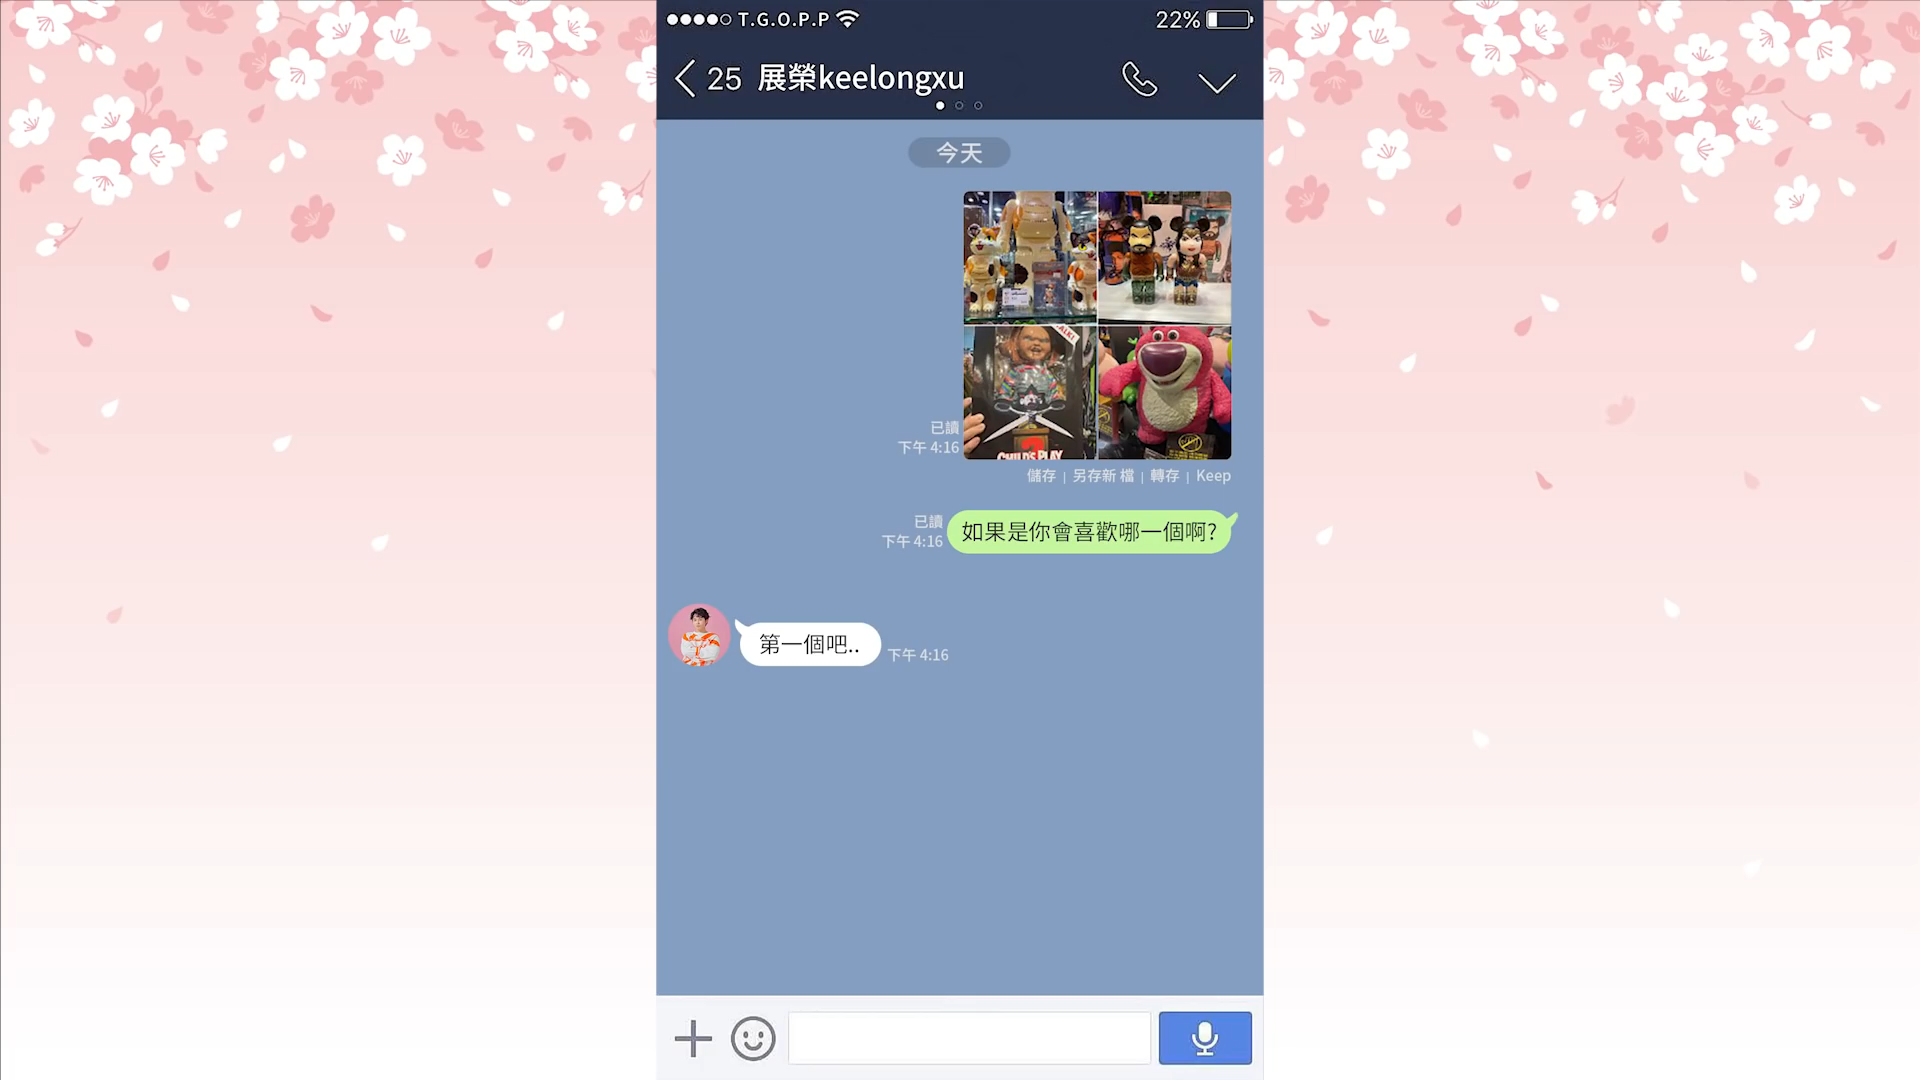 T.G.O.P.P
22%
25 展榮keelongxu
今天
已讀
下午 4:16
CHILD'S PLAY
2
儲存 | 另存新 檔 | 轉存 | Keep
已讀
下午 4:16
如果是你會喜歡哪一個啊?
第一個吧..
下午 4:16